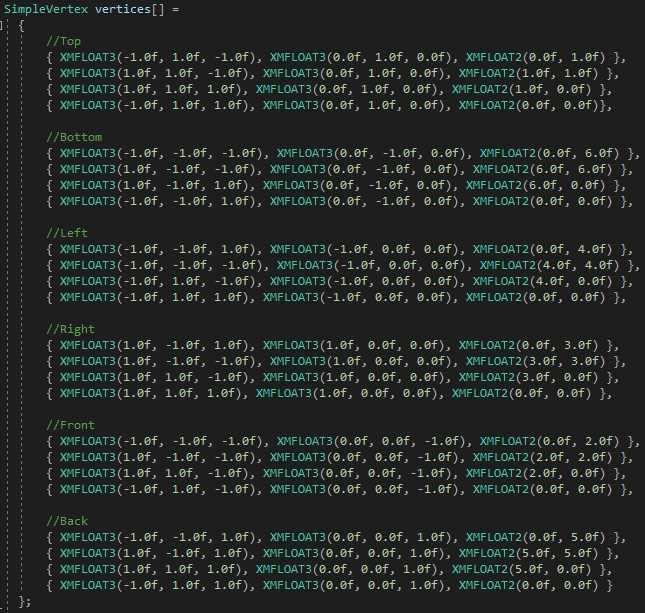 SimpleVertex vertices[] =
{
//Top
{ XMFLOAT3(-1.0f, 1.0f, -1.0f), XMFLOAT3(0.0f, 1.0f, 0.0f), XMFLOAT2(0.0f, 1.0f) },
{ XMFLOAT3(1.0f, 1.0f, -1.0f), XMFLOAT3(0.0f, 1.0f, 0.0f), XMFLOAT2(1.0f, 1.0f) },
{ XMFLOAT3(1.0f, 1.0f, 1.0f), XMFLOAT3(0.0f, 1.0f, 0.0f), XMFLOAT2(1.0f, 0.0f) },
{ XMFLOAT3(-1.0f, 1.0f, 1.0f), XMFLOAT3(0.0f, 1.0f, 0.0f), XMFLOAT2(0.0f, 0.0f)},
//Bottom
{ XMFLOAT3(-1.0f, -1.0f, -1.0f), XMFLOAT3(0.0f, -1.0f, 0.0f), XMFLOAT2(0.0f, 6.0f) },
{ XMFLOAT3(1.0f, -1.0f, -1.0f), XMFLOAT3(0.0f, -1.0f, 0.0f), XMFLOAT2(6.0f, 6.0f) },
{ XMFLOAT3(1.0f, -1.0f, 1.0f), XMFLOAT3(0.0f, -1.0f, 0.0f), XMFLOAT2(6.0f, 0.0f) },
{ XMFLOAT3(-1.0f, -1.0f, 1.0f), XMFLOAT3(0.0f, -1.0f, 0.0f), XMFLOAT2(0.0f, 0.0f) },
//Left
{ XMFLOAT3(-1.0f, -1.0f, 1.0f), XMFLOAT3(-1.0f, 0.0f, 0.0f), XMFLOAT2(0.0f, 4.0f) },
{ XMFLOAT3(-1.0f, -1.0f, -1.0f), XMFLOAT3(-1.0f, 0.0f, 0.0f), XMFLOAT2(4.0f, 4.0f) },
{ XMFLOAT3(-1.0f, 1.0f, -1.0f), XMFLOAT3(-1.0f, 0.0f, 0.0f), XMFLOAT2(4.0f, 0.0f) },
{ XMFLOAT3(-1.0f, 1.0f, 1.0f), XMFLOAT3(-1.0f, 0.0f, 0.0f), XMFLOAT2(0.0f, 0.0f) },
//Right
{ XMFLOAT3(1.0f, -1.0f, 1.0f), XMFLOAT3(1.0f, 0.0f, 0.0f), XMFLOAT2(0.0f, 3.0f) },
{ XMFLOAT3(1.0f, -1.0f, -1.0f), XMFLOAT3(1.0f, 0.0f, 0.0f), XMFLOAT2(3.0f, 3.0f) },
{ XMFLOAT3(1.0f, 1.0f, -1.0f), XMFLOAT3(1.0f, 0.0f, 0.0f), XMFLOAT2(3.0f, 0.0f) },
{ XMFLOAT3(1.0f, 1.0f, 1.0f), XMFLOAT3(1.0f, 0.0f, 0.0f), XMFLOAT2(0.0f, 0.0f) },
//Front
{ XMFLOAT3(-1.0f, -1.0f, -1.0f), XMFLOAT3(0.0f, 0.0f, -1.0f), XMFLOAT2(0.0f, 2.0f) },
{ XMFLOAT3(1.0f, -1.0f, -1.0f), XMFLOAT3(0.0f, 0.0f, -1.0f), XMFLOAT2(2.0f, 2.0f) },
{ XMFLOAT3(1.0f, 1.0f, -1.0f), XMFLOAT3(0.0f, 0.0f, -1.0f), XMFLOAT2(2.0f, 0.0f) },
{ XMFLOAT3(-1.0f, 1.0f, -1.0f), XMFLOAT3(0.0f, 0.0f, -1.0f), XMFLOAT2(0.0f, 0.0f) },
//Back
{ XMFLOAT3(-1.0f, -1.0f, 1.0f), XMFLOAT3(0.0f, 0.0f, 1.0f), XMFLOAT2(0.0f, 5.0f) },
{ XMFLOAT3(1.0f, -1.0f, 1.0f), XMFLOAT3(0.0f, 0.0f, 1.0f), XMFLOAT2(5.0f, 5.0f) },
{ XMFLOAT3(1.0f, 1.0f, 1.0f), XMFLOAT3(0.0f, 0.0f, 1.0f), XMFLOAT2(5.0f, 0.0f) },
{ XMFLOAT3(-1.0f, 1.0f, 1.0f), XMFLOAT3(0.0f, 0.0f, 1.0f), XMFLOAT2(0.0f, 0.0f) }
};